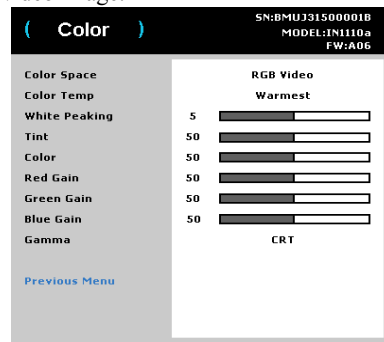 ( Color )
SN:BMUJ31500001B
MODEL:IN1110a
FW:A06
Color Space RGB Video
Color Temp Warmest
White Peaking 5
Tint 50
Color 50
Red Gain 50
Green Gain 50
Blue Gain 50
Gamma CRT
Previous Menu